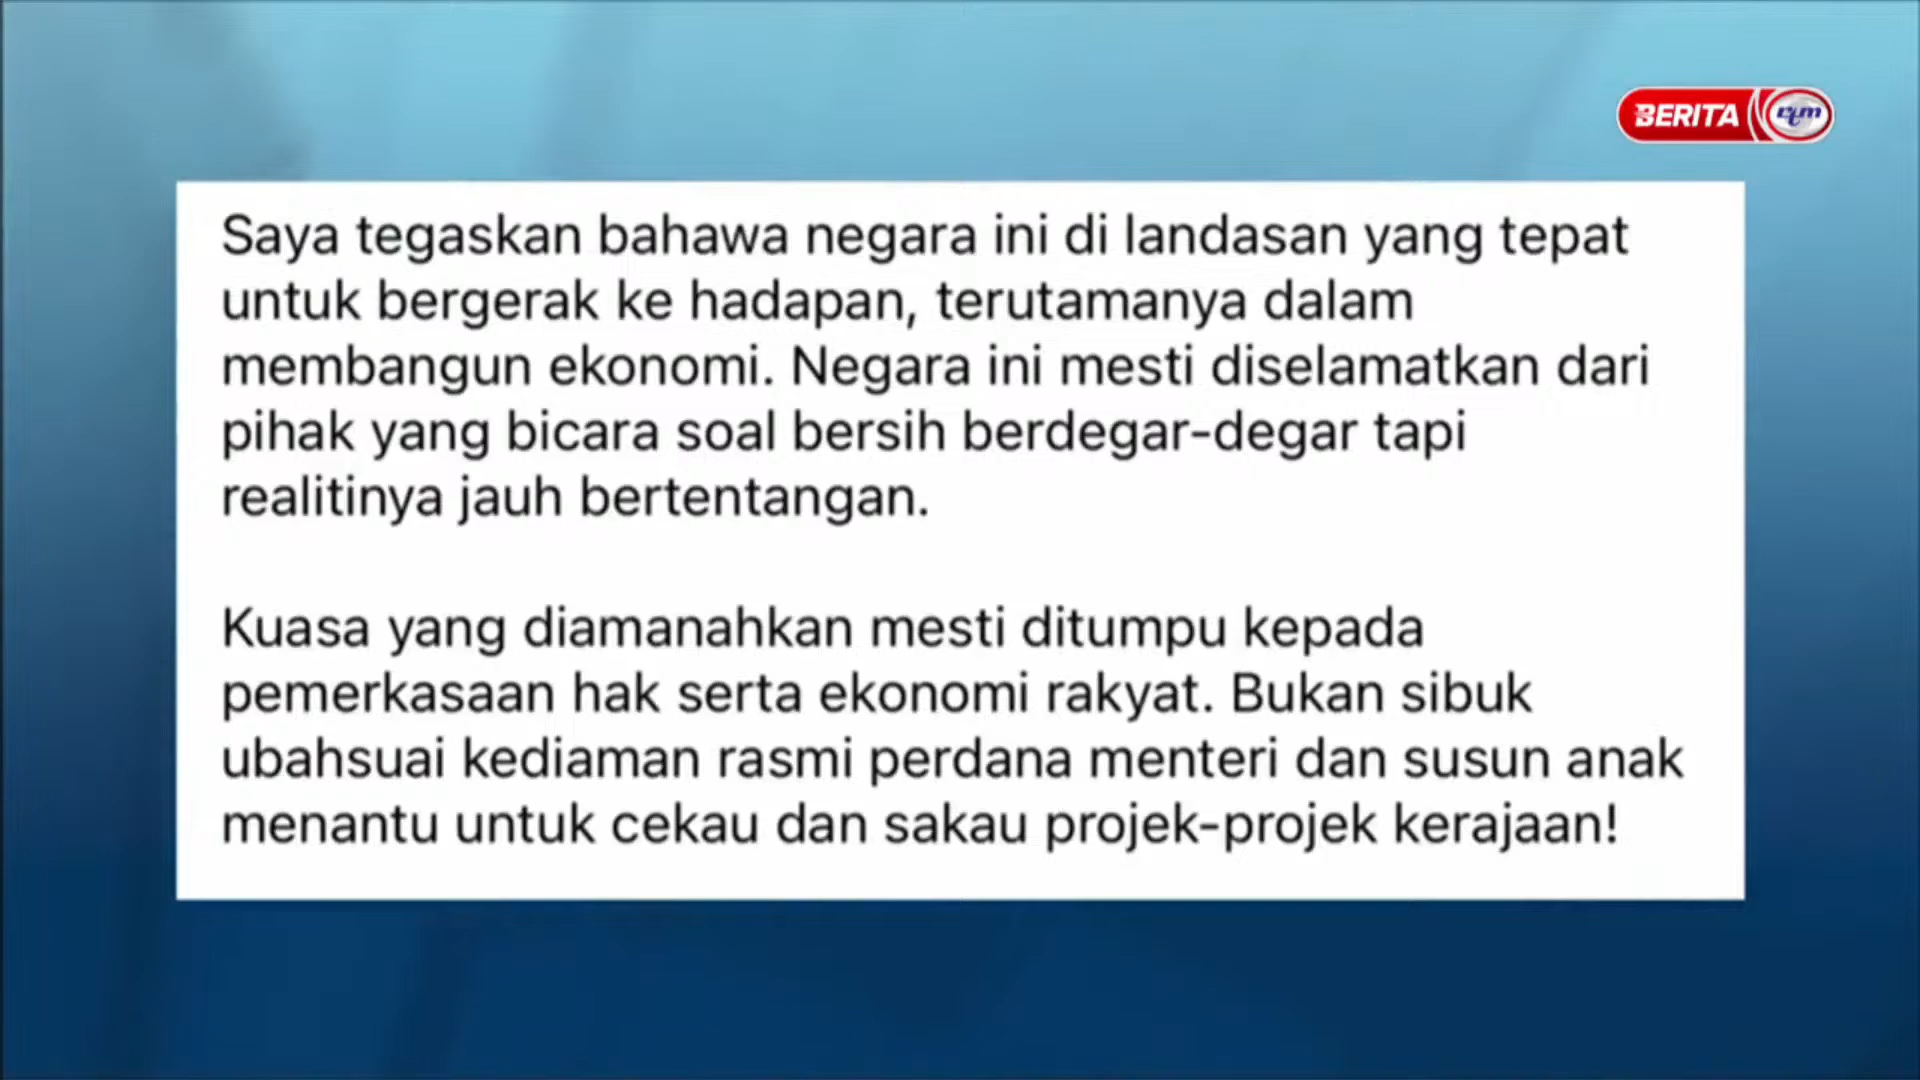 BERITA rtm
Saya tegaskan bahawa negara ini di landasan yang tepat
untuk bergerak ke hadapan, terutamanya dalam
membangun ekonomi. Negara ini mesti diselamatkan dari
pihak yang bicara soal bersih berdegar-degar tapi
realitinya jauh bertentangan.
Kuasa yang diamanahkan mesti ditumpu kepada
pemerkasaan hak serta ekonomi rakyat. Bukan sibuk
ubahsuai kediaman rasmi perdana menteri dan susun anak
menantu untuk cekau dan sakau projek-projek kerajaan!